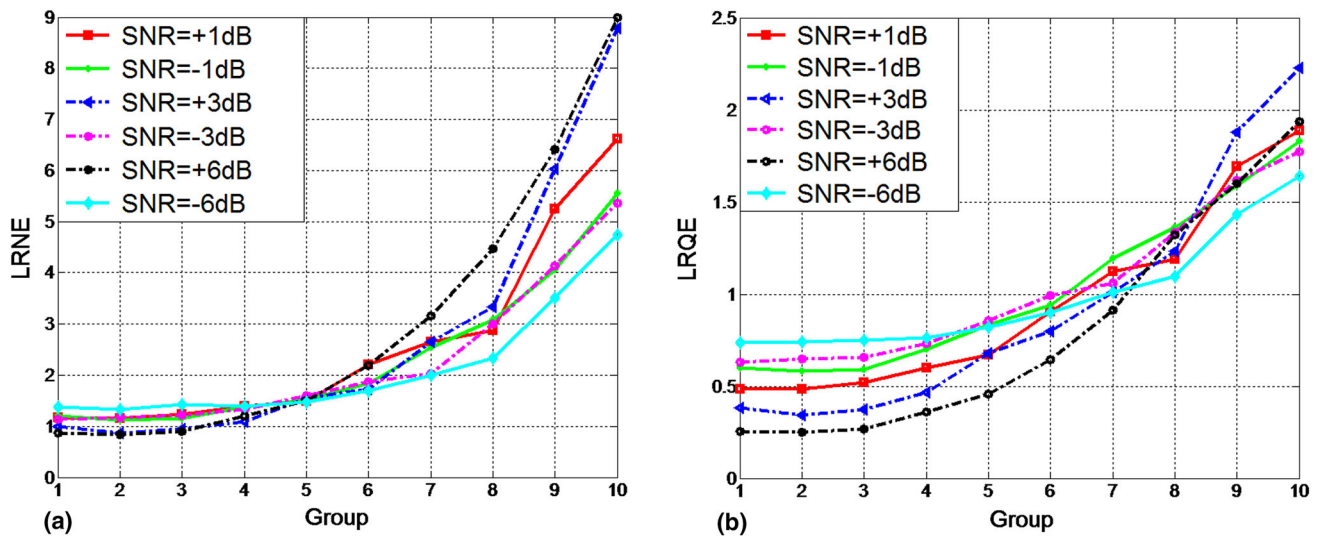 9
8
7
6
5
4
3
2
1
0
LRNE
SNR=+1dB
SNR=-1dB
SNR=+3dB
SNR=-3dB
SNR=+6dB
SNR=-6dB
1 2 3 4 5 6 7 8 9 10
Group
(a)
2.5
2
1.5
1
0.5
0
LRQE
SNR=+1dB
SNR=-1dB
SNR=+3dB
SNR=-3dB
SNR=+6dB
SNR=-6dB
1 2 3 4 5 6 7 8 9 10
Group
(b)